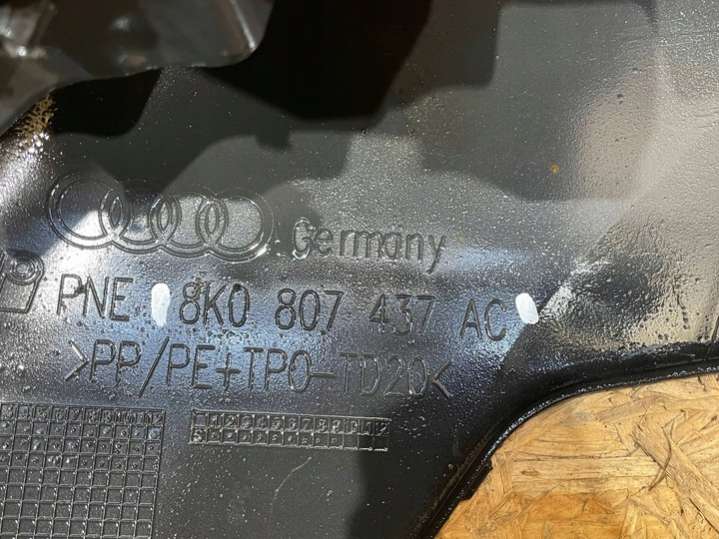 Germany
PNE 8K0 807 437 AC
>PP/PE+TPO-TD20<